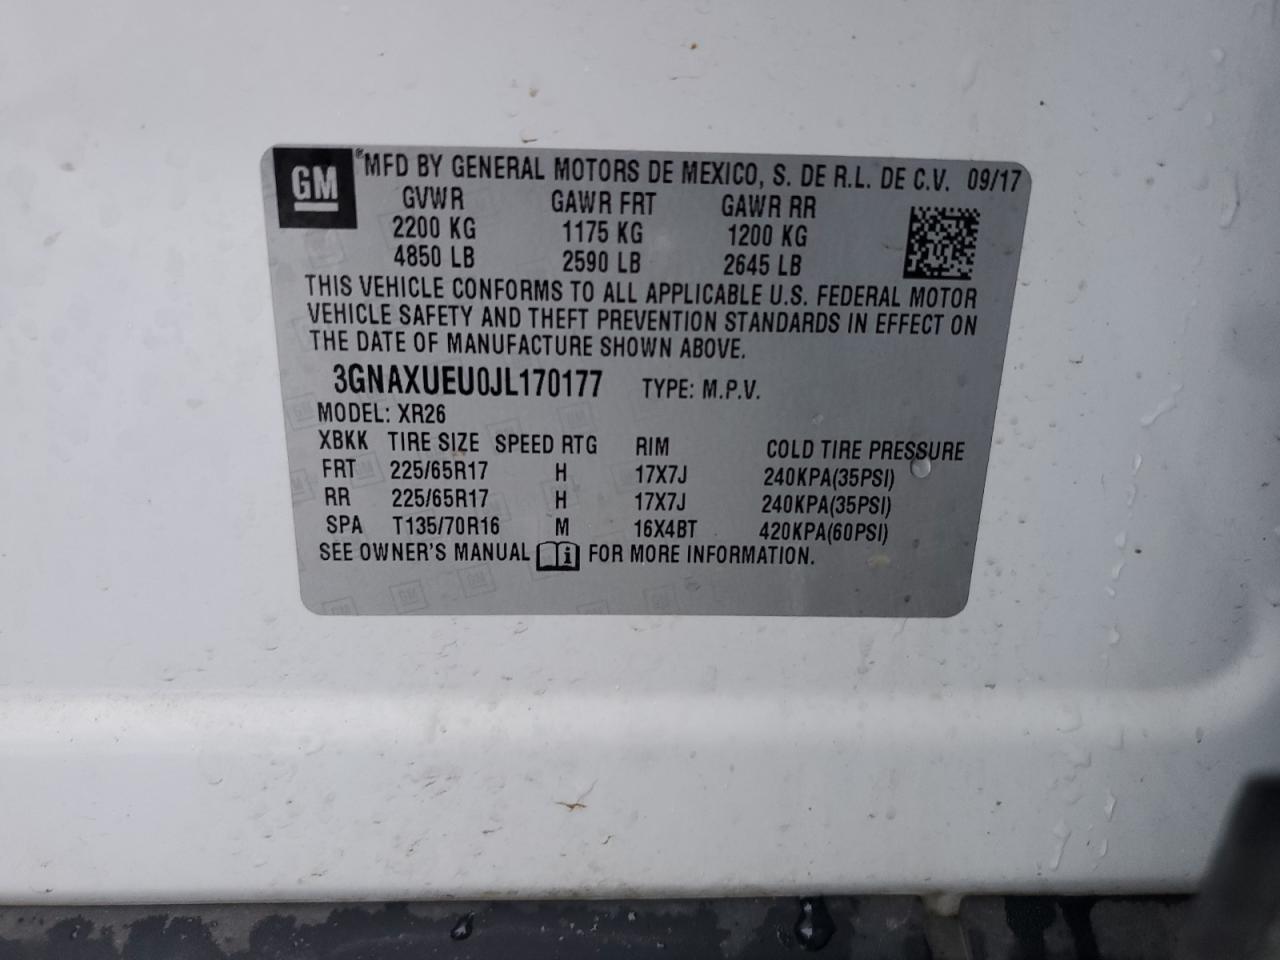 GM ® MFD BY GENERAL MOTORS DE MEXICO, S. DE R.L. DE C.V. 09/17
GVWR GAWR FRT GAWR RR
2200 KG 1175 KG 1200 KG
4850 LB 2590 LB 2645 LB
THIS VEHICLE CONFORMS TO ALL APPLICABLE U.S. FEDERAL MOTOR
VEHICLE SAFETY AND THEFT PREVENTION STANDARDS IN EFFECT ON
THE DATE OF MANUFACTURE SHOWN ABOVE.
3GNAXUEU0JL170177 TYPE: M.P.V.
MODEL: XR26
XBKK TIRE SIZE SPEED RTG RIM COLD TIRE PRESSURE
FRT 225/65R17 H 17X7J 240KPA(35PSI)
RR 225/65R17 H 17X7J 240KPA(35PSI)
SPA T135/70R16 M 16X4BT 420KPA(60PSI)
SEE OWNER'S MANUAL i FOR MORE INFORMATION.